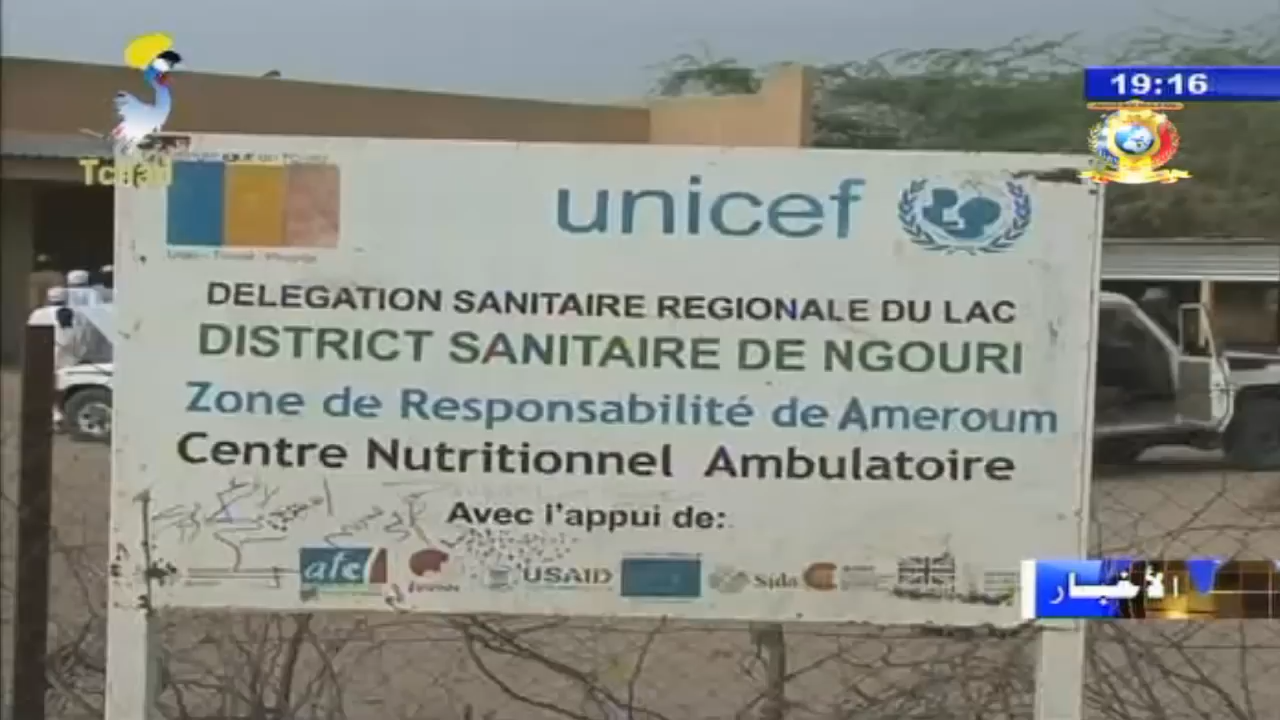 19:16
Tchad
unicef
DELEGATION SANITAIRE REGIONALE DU LAC
DISTRICT SANITAIRE DE NGOURI
Zone de Responsabilité de Ameroum
Centre Nutritionnel Ambulatoire
Avec l'appui de:
USAID
Sida
الأخبار